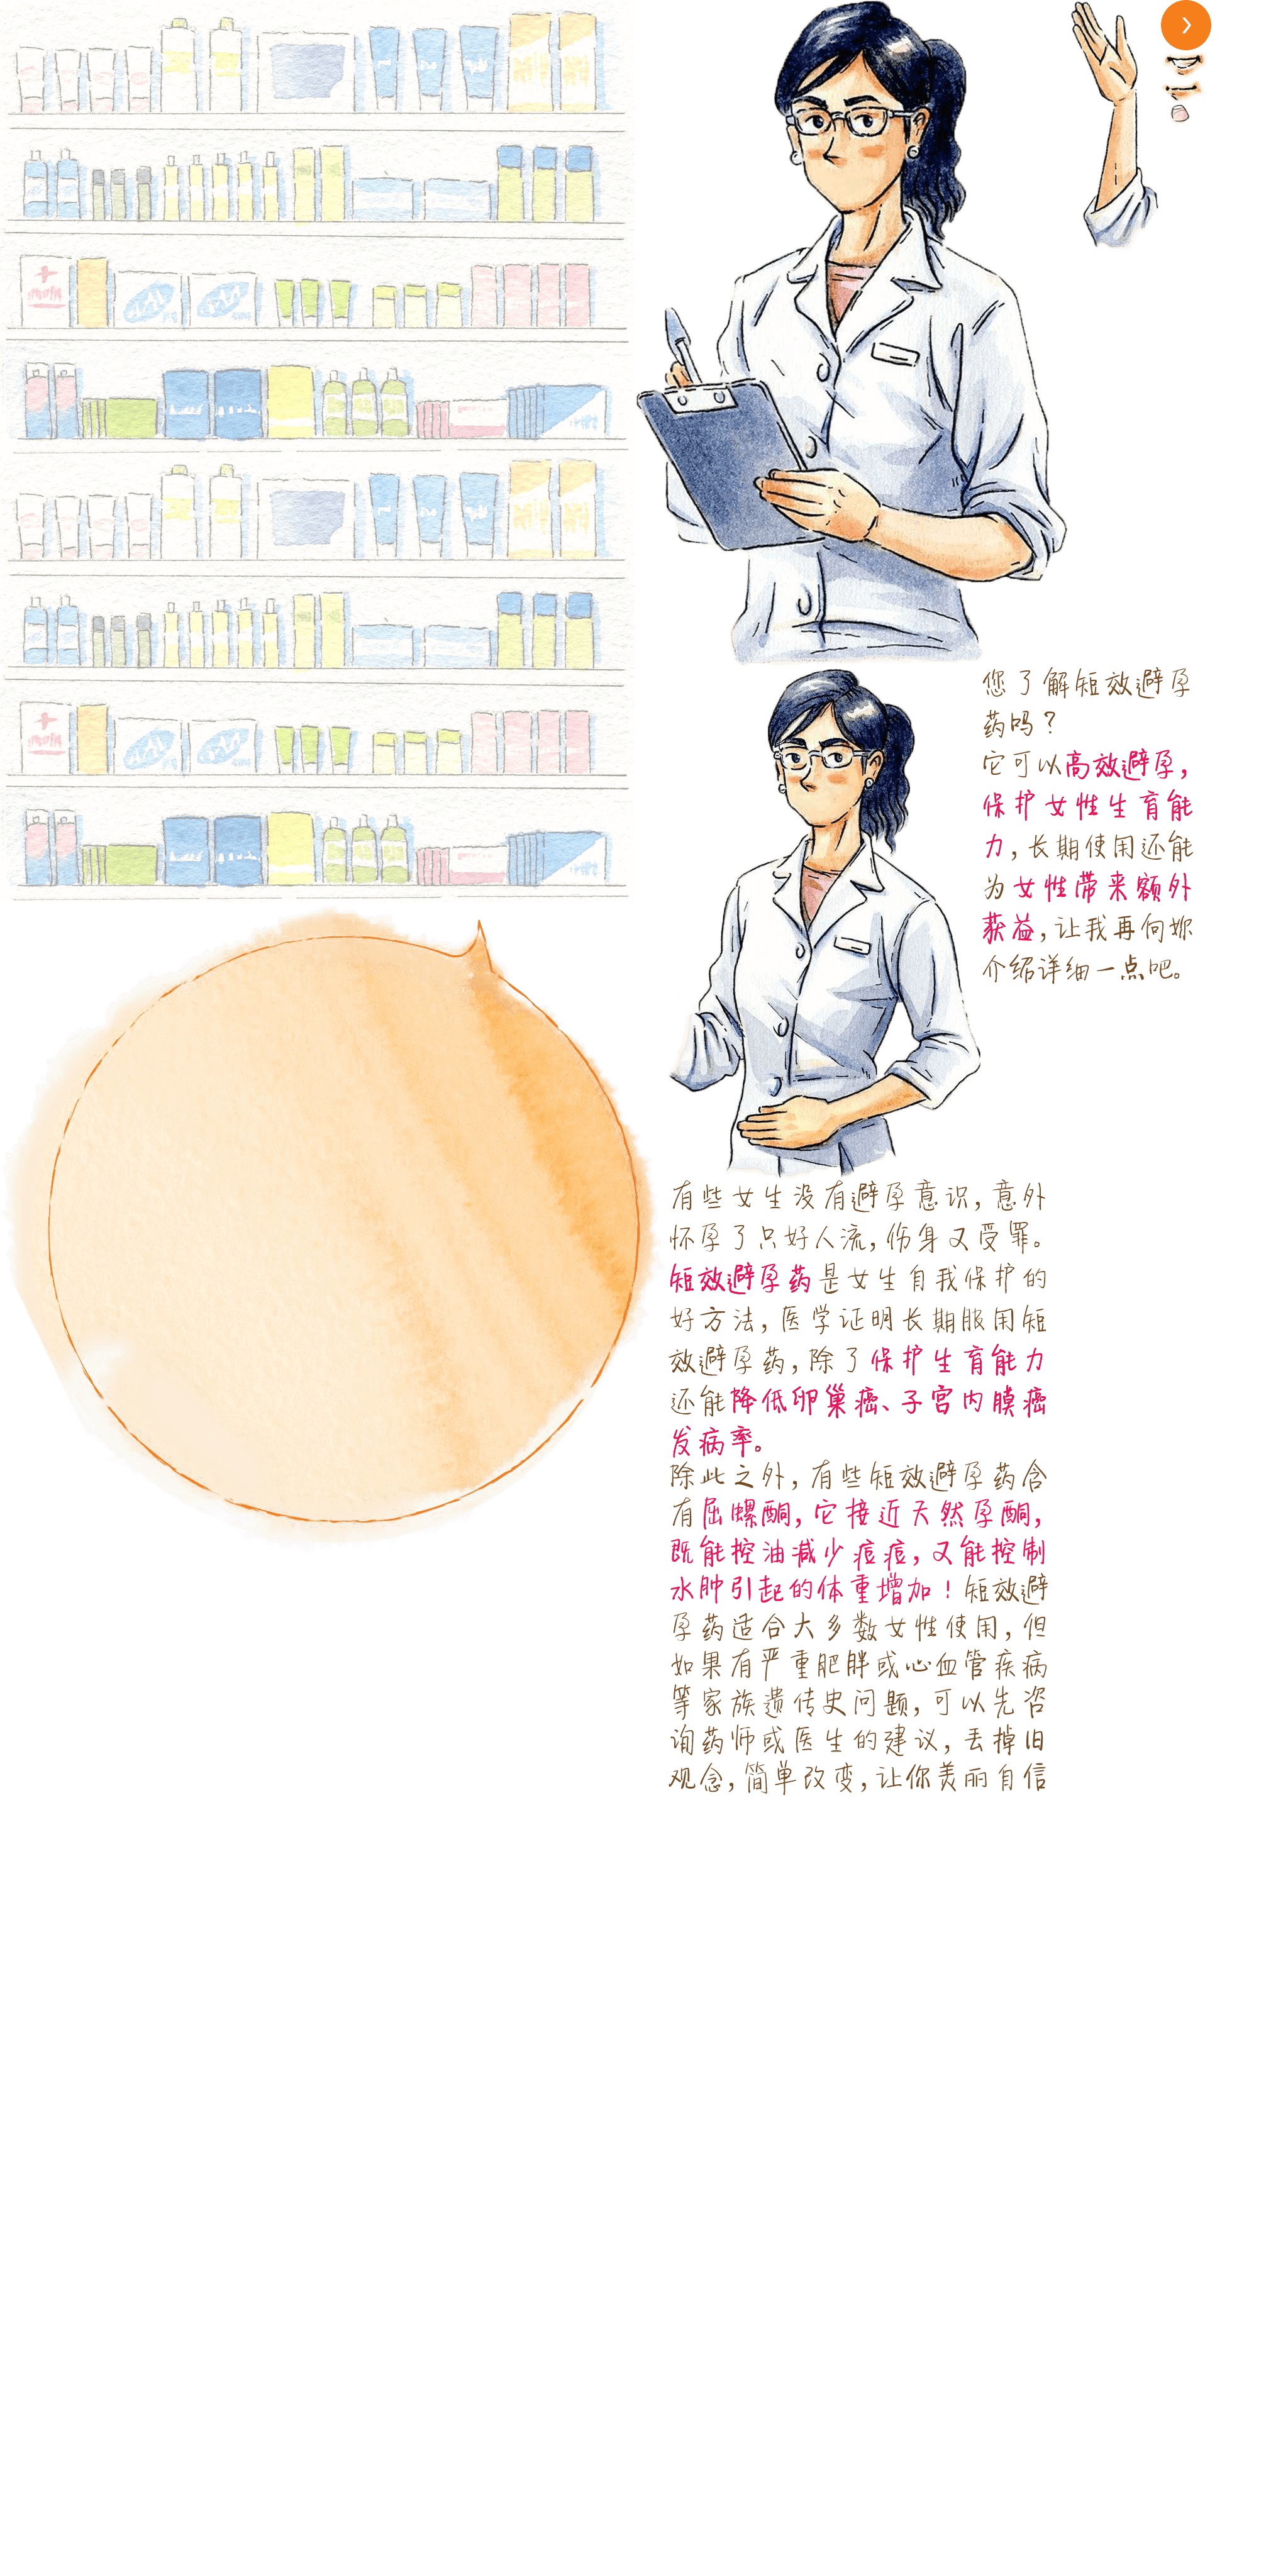 您了解短效避孕
药吗？
它可以高效避孕，
保护女性生育能
力，长期使用还能
为女性带来额外
获益，让我再向你
介绍详细一点吧。
有些女生没有避孕意识，意外
怀孕了只好人流，伤身又受罪。
短效避孕药是女生自我保护的
好方法，医学证明长期服用短
效避孕药，除了保护生育能力
还能降低卵巢癌、子宫内膜癌
发病率。
除此之外，有些短效避孕药含
有屈螺酮，它接近天然孕酮，
既能控油减少痘痘，又能控制
水肿引起的体重增加！短效避
孕药适合大多数女性使用，但
如果有严重肥胖或心血管疾病
等家族遗传史问题，可以先咨
询药师或医生的建议，丢掉旧
观念，简单改变，让你美丽自信